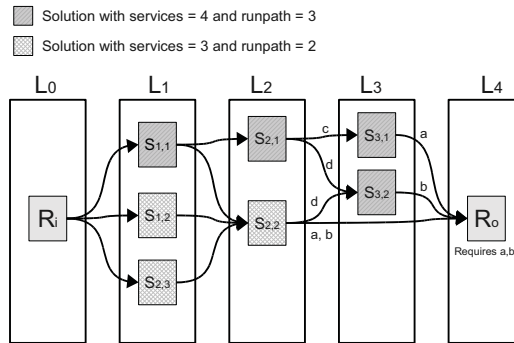 Solution with services = 4 and runpath = 3
Solution with services = 3 and runpath = 2
L0 L1 L2 L3 L4
S1,1 S2,1 c S3,1 a
d
Ri S1,2 S2,2 d S3,2 b Ro
a, b
Requires a,b
S2,3